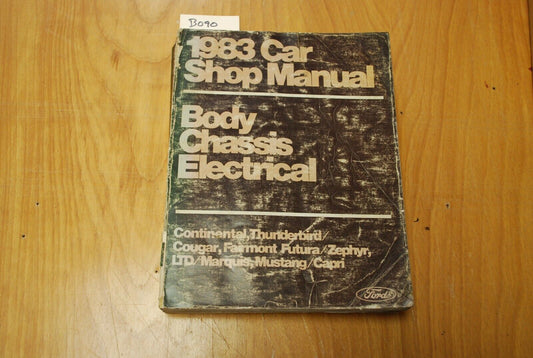 B090
1983 Car
Shop Manual
Body
Chassis
Electrical
Continental, Thunderbird/
Cougar, Fairmont Futura/Zephyr,
LTD/Marquis, Mustang/Capri
Ford